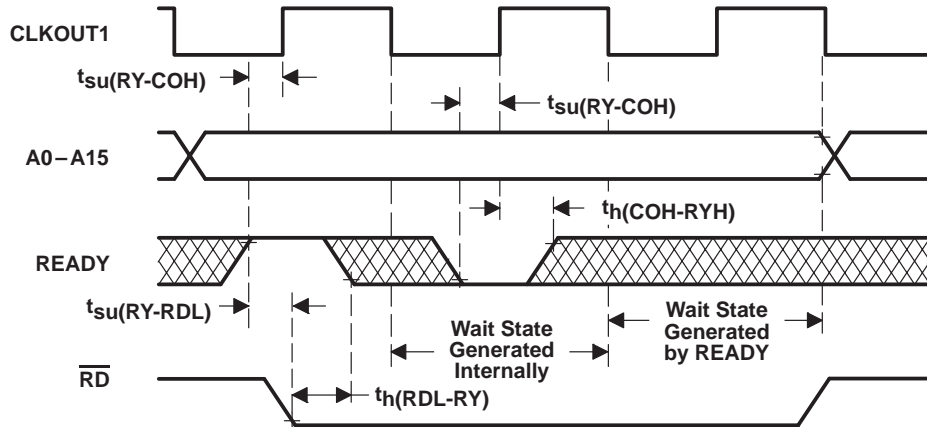 CLKOUT1
tsu(RY-COH)
tsu(RY-COH)
A0–A15
th(COH-RYH)
READY
tsu(RY-RDL)
Wait State
Generated
Internally
Wait State
Generated
by READY
RD
th(RDL-RY)